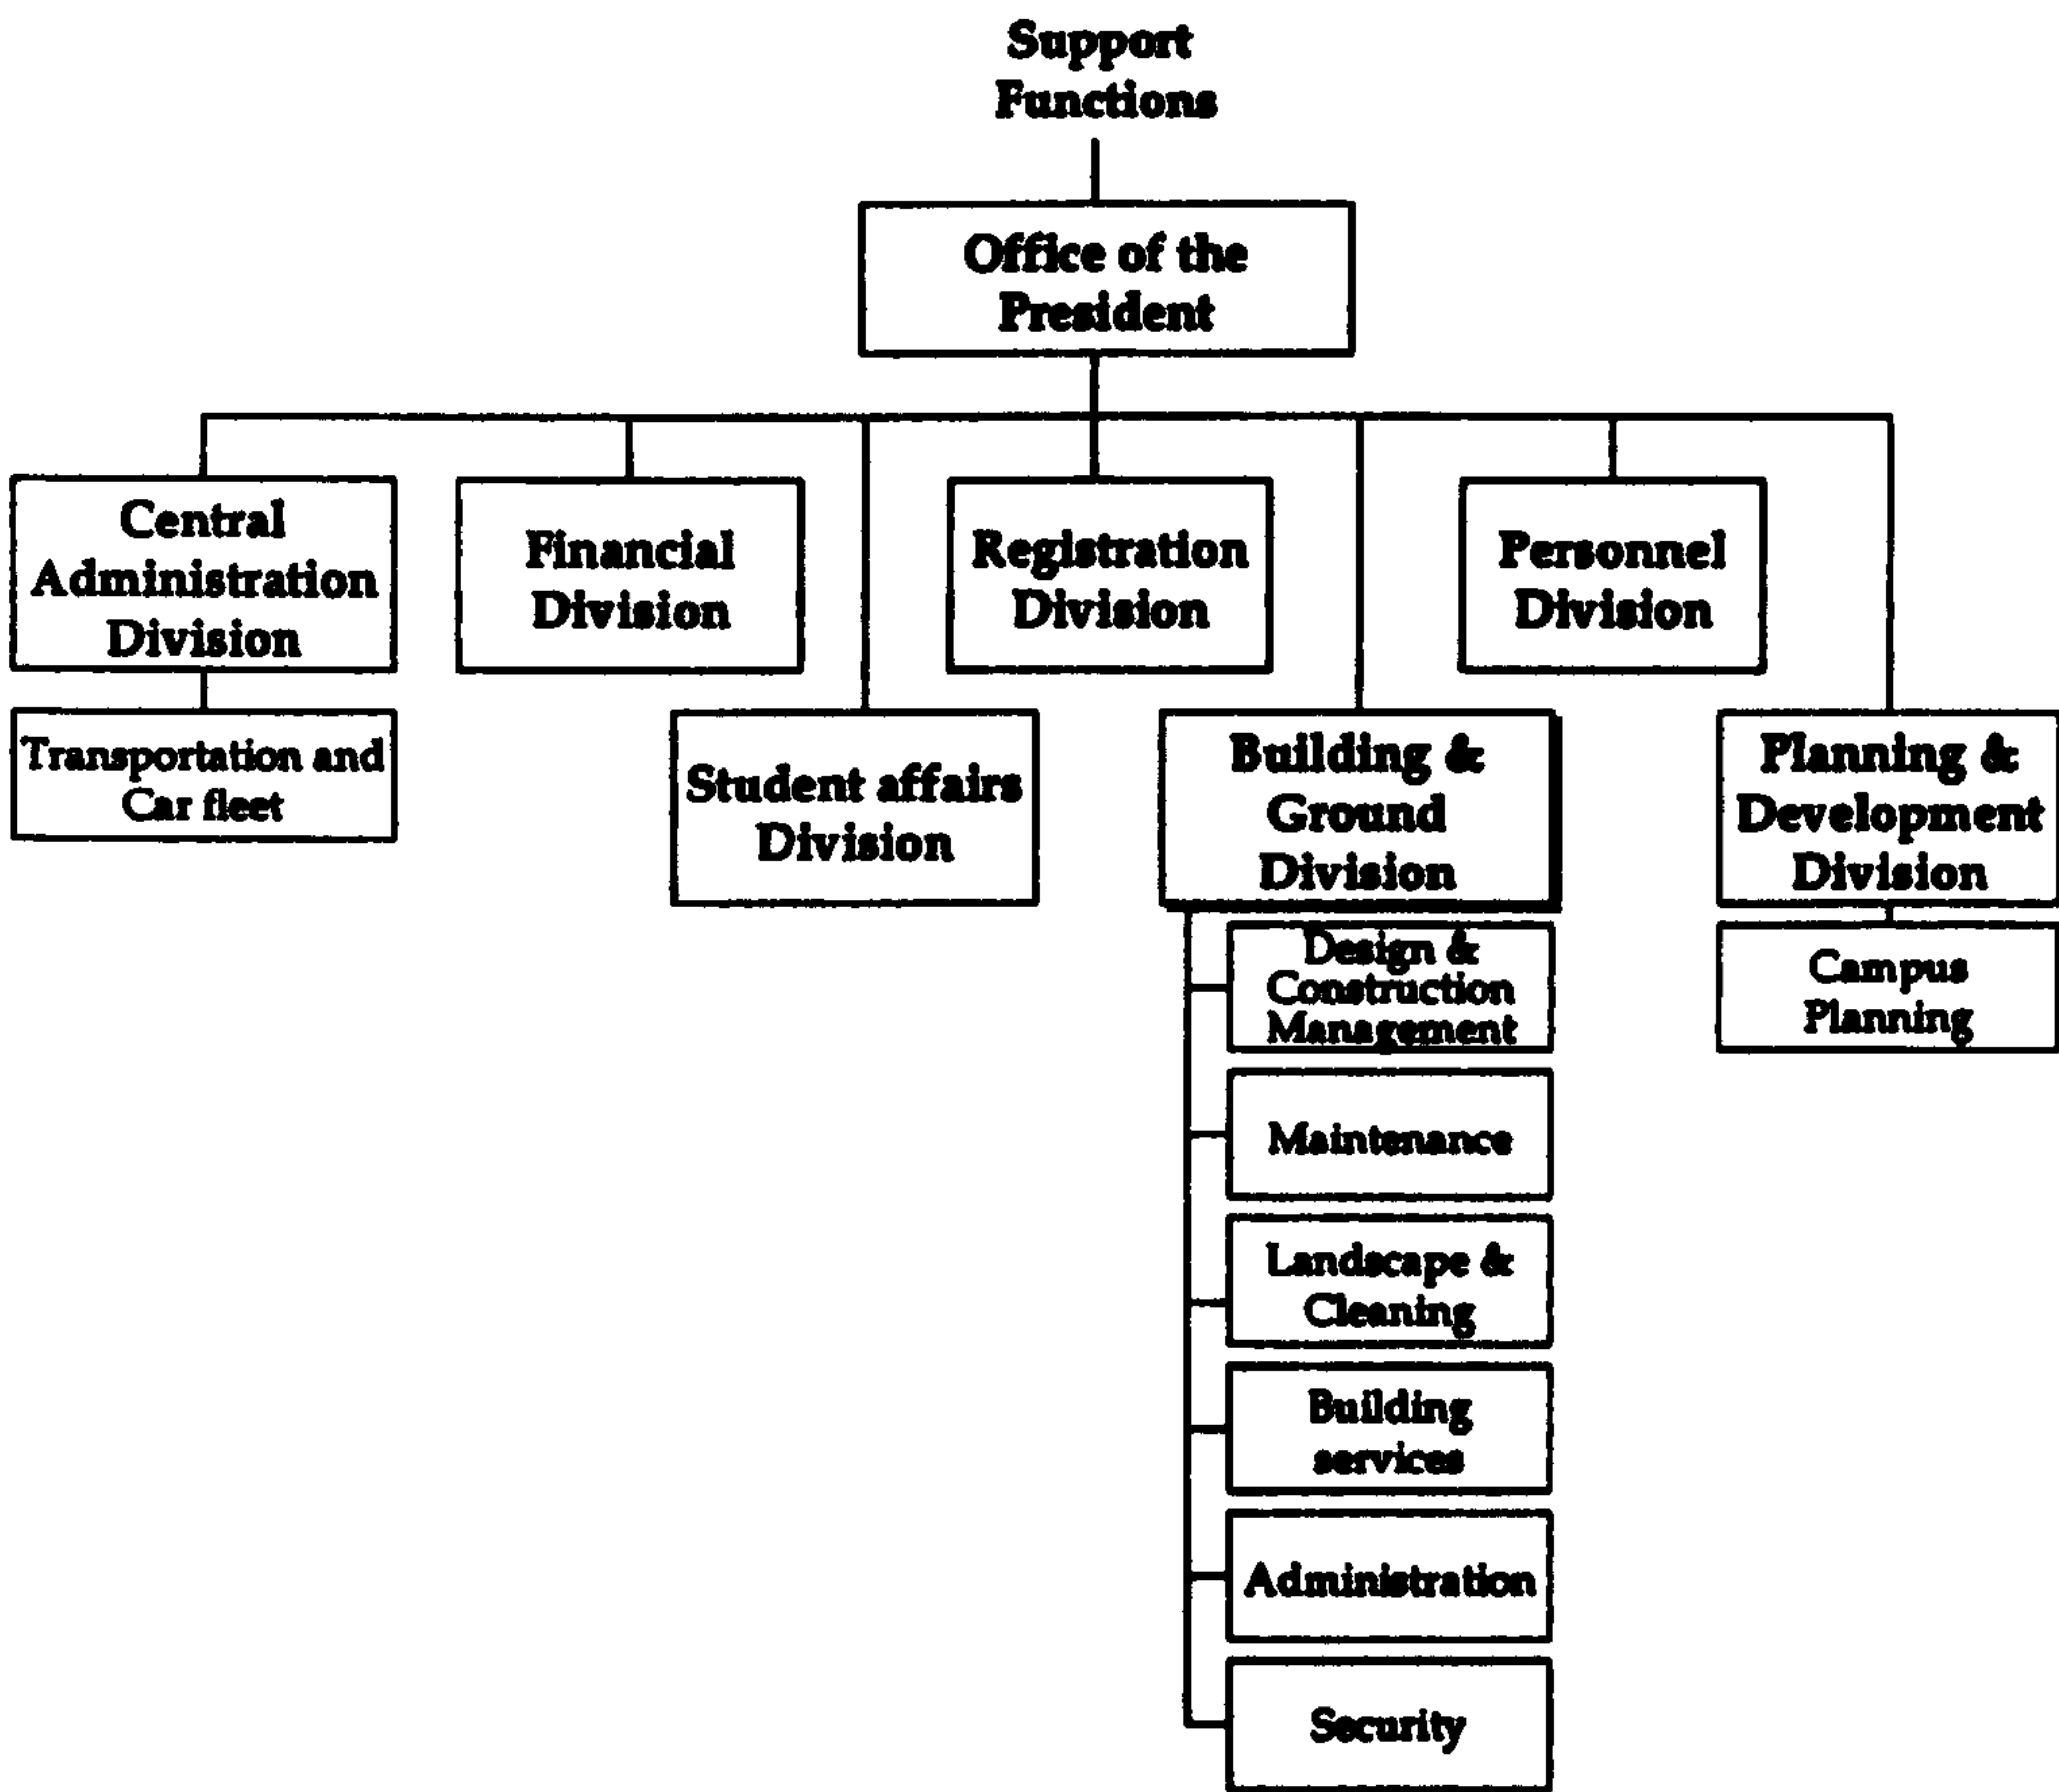 Support
Functions
Office of the
President
Central
Administration
Division
Financial
Division
Registration
Division
Personnel
Division
Transportation and
Car fleet
Student affairs
Division
Building &
Ground
Division
Planning &
Development
Division
Design &
Construction
Management
Campus
Planning
Maintenance
Landscape &
Cleaning
Building
services
Administration
Security